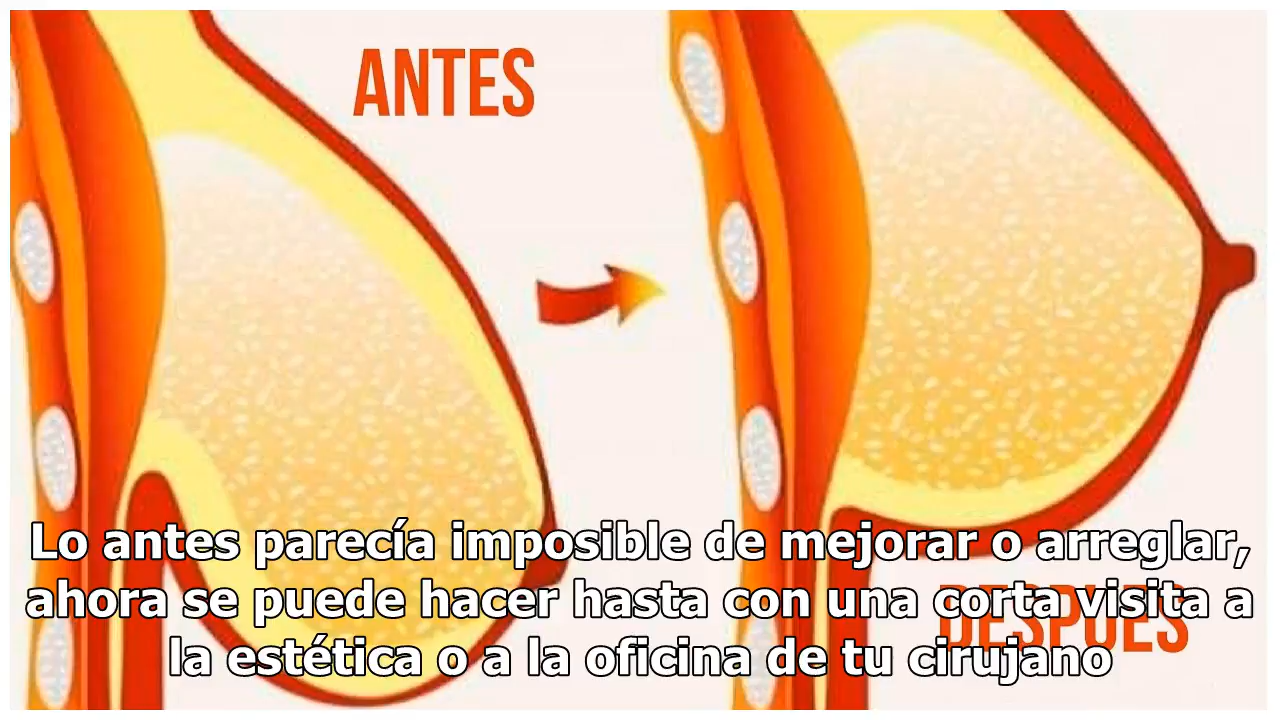 ANTES
Lo antes parecía imposible de mejorar o arreglar,
ahora se puede hacer hasta con una corta visita a
DESPUES
la estética o a la oficina de tu cirujano